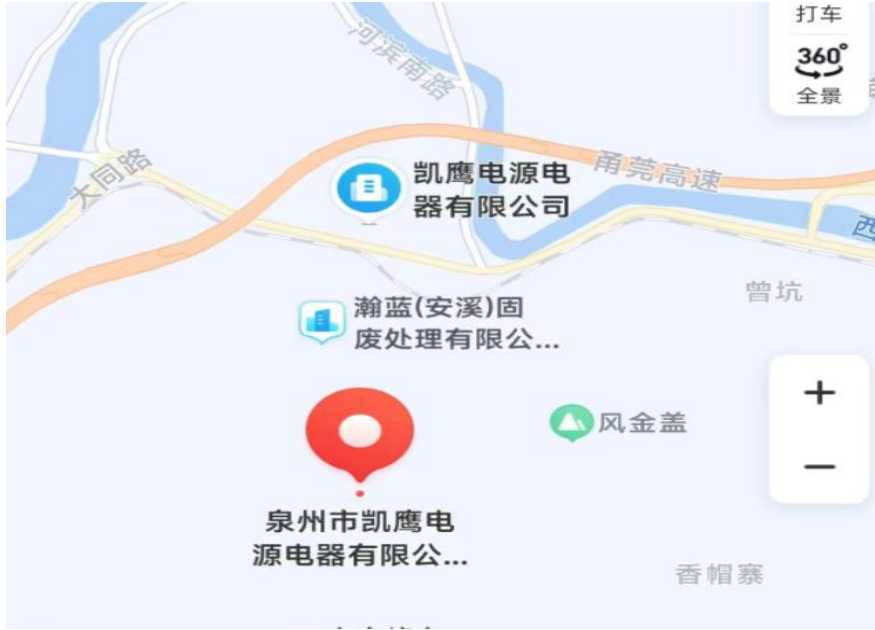 打车
360°
全景
河滨南路
大同路
凯鹰电源电
器有限公司
甬莞高速
西
曾坑
瀚蓝(安溪)固
废处理有限公...
+
风金盖
−
泉州市凯鹰电
源电器有限公...
香帽寨